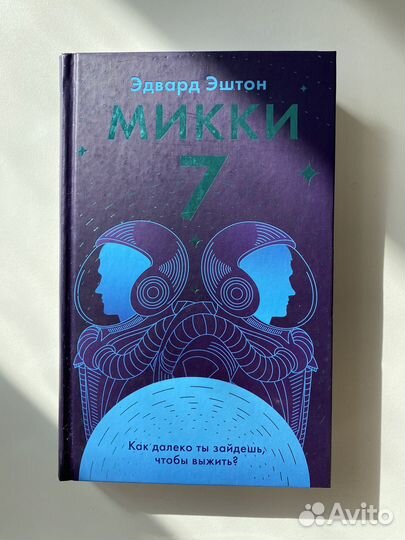 Эдвард Эштон
МИККИ
7
Как далеко ты зайдешь,
чтобы выжить?
Avito